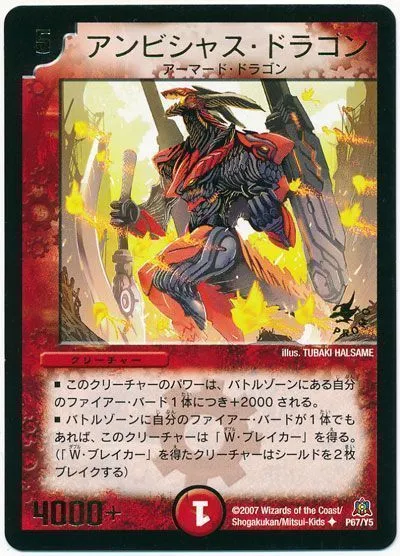 5
アンビシャス・ドラゴン
アーマード・ドラゴン
PROMO
illus. TUBAKI HALSAME
クリーチャー
■ このクリーチャーのパワーは、バトルゾーンにある自分
のファイアー・バード1体につき+2000 される。
■ バトルゾーンに自分のファイアー・バードが1体でも
あれば、このクリーチャーは「W・ブレイカー」を得る。
(「W・ブレイカー」を得たクリーチャーはシールドを2枚
ブレイクする)
4000+
1
©2007 Wizards of the Coast/
Shogakukan/Mitsui-Kids ✦ P67/Y5